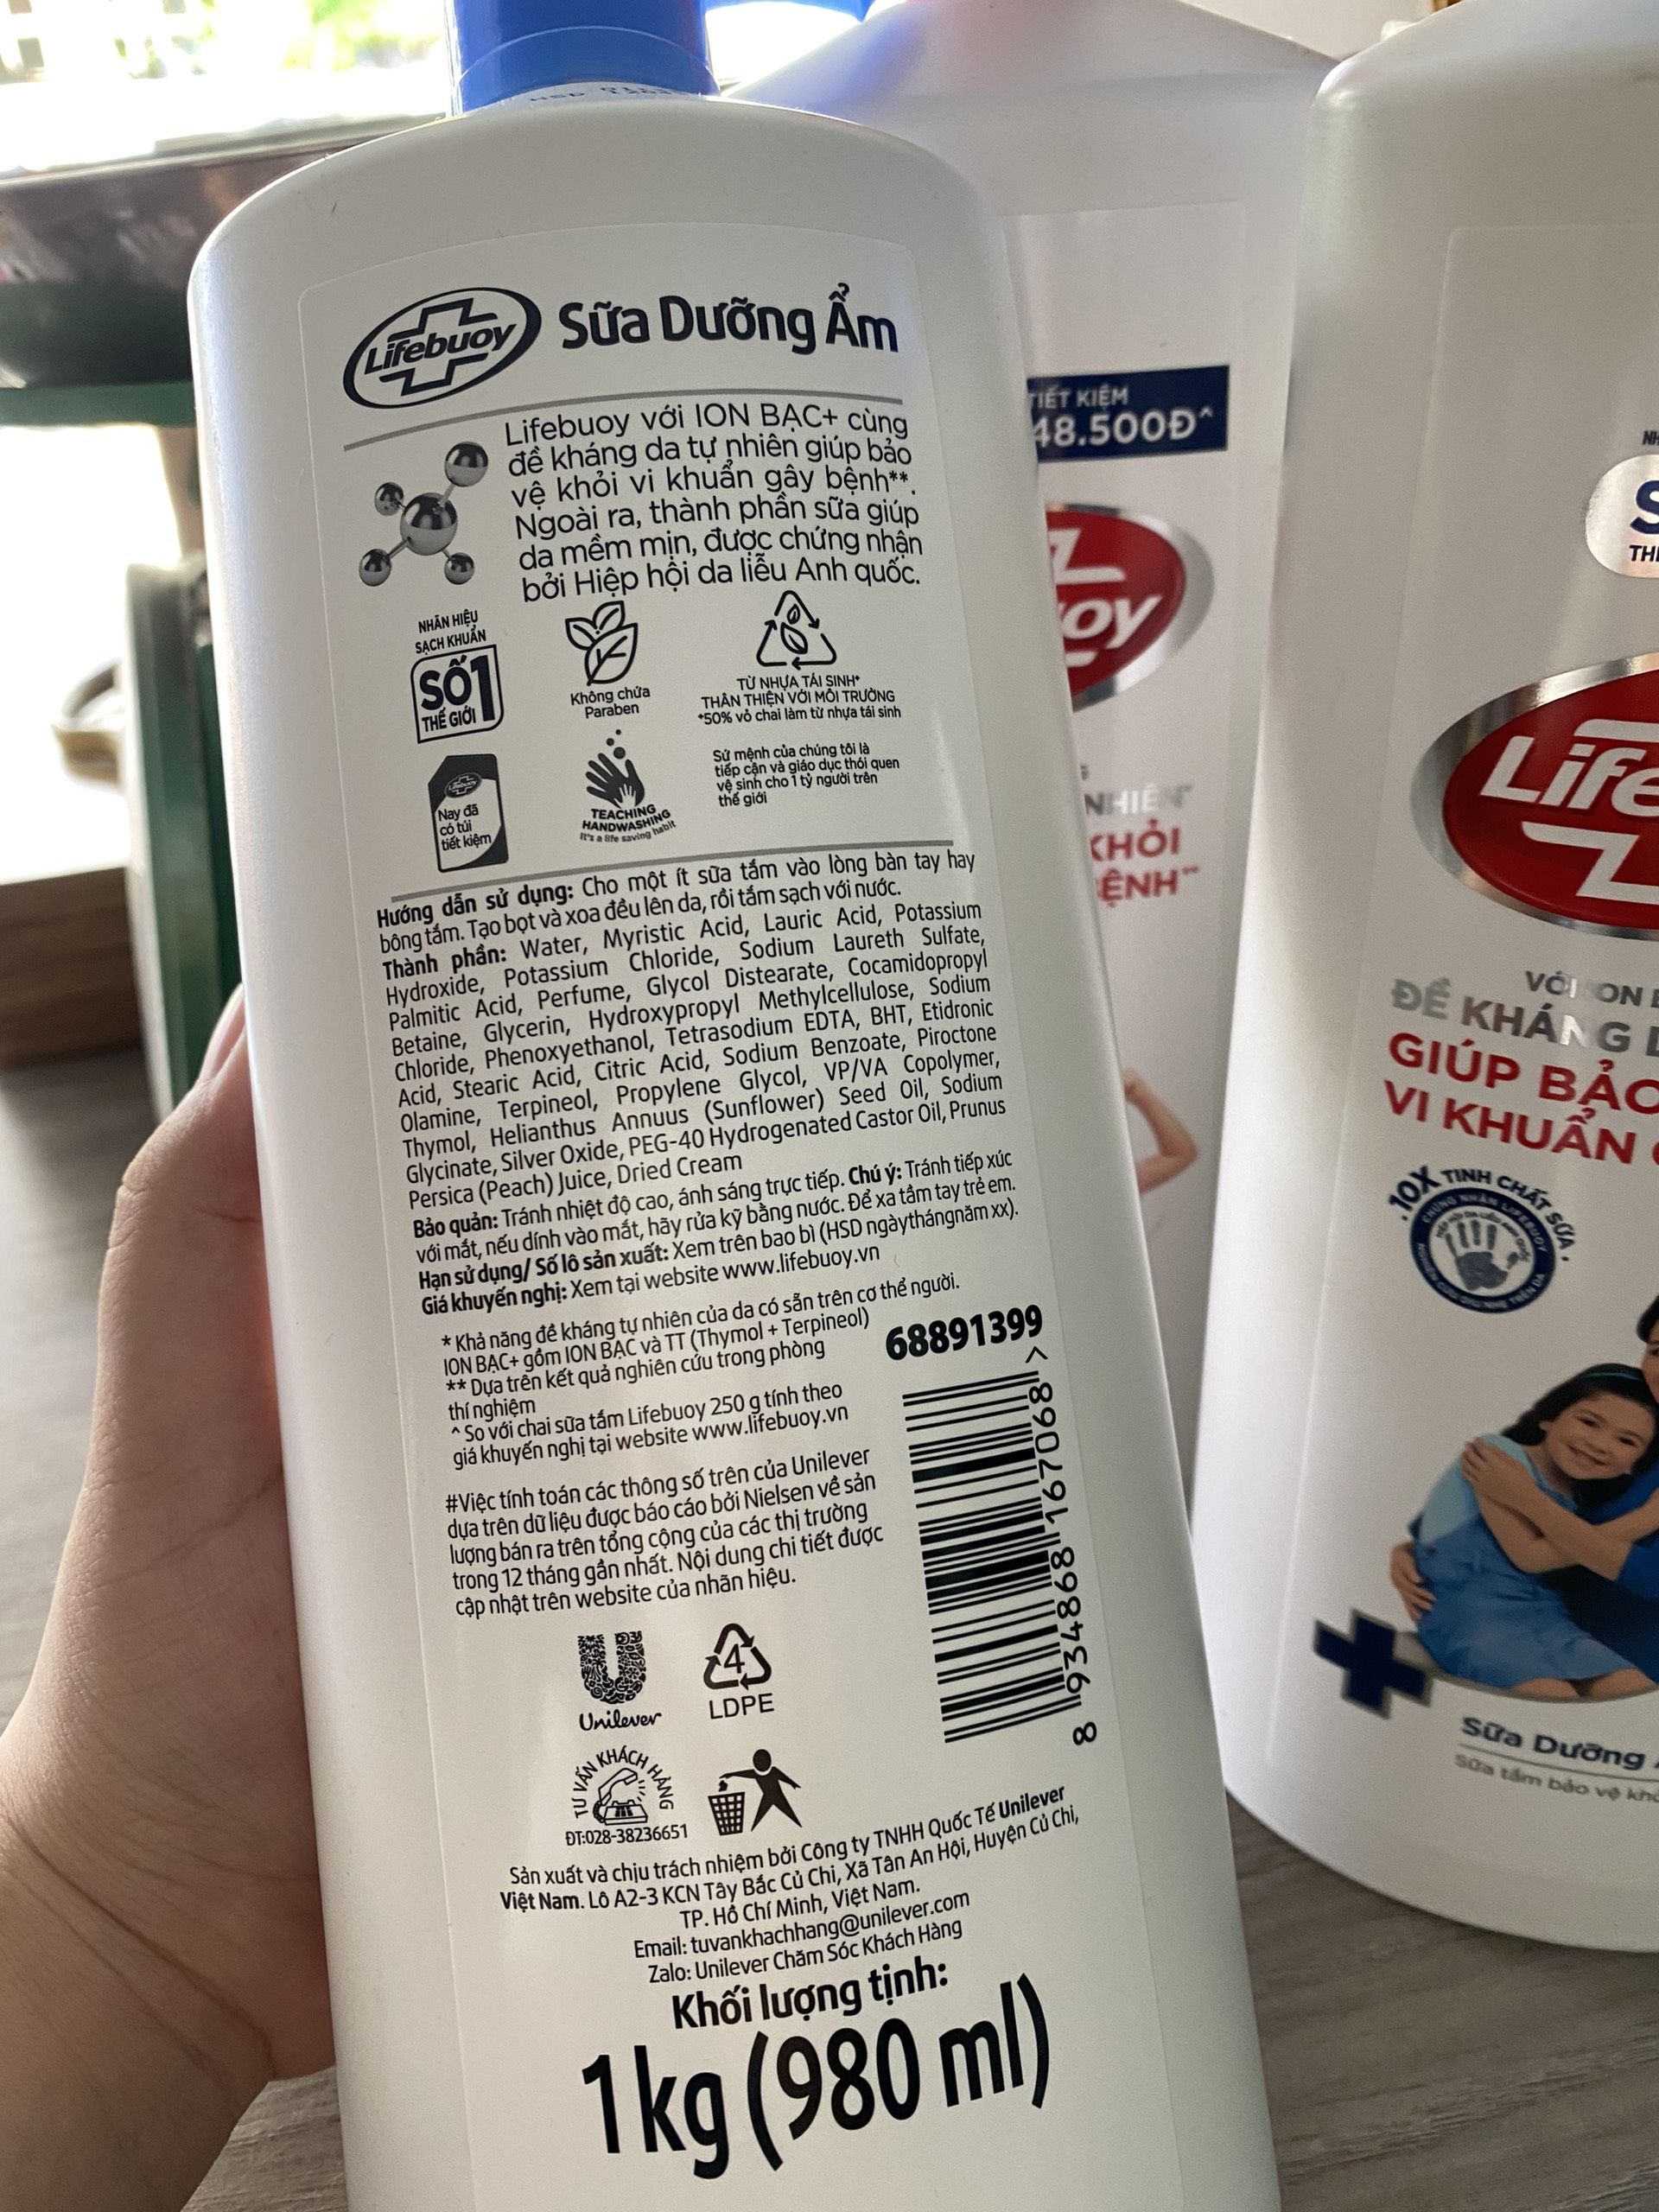 Lifebuoy
Sữa Dưỡng Ẩm
Lifebuoy với ION BẠC+ cùng
đề kháng da tự nhiên giúp bảo
vệ khỏi vi khuẩn gây bệnh**.
Ngoài ra, thành phần sữa giúp
da mềm mịn, được chứng nhận
bởi Hiệp hội da liễu Anh quốc.
NHÃN HIỆU
SẠCH KHUẨN
SỐ 1
THẾ GIỚI
Không chứa
Paraben
TỪ NHỰA TÁI SINH*
THÂN THIỆN VỚI MÔI TRƯỜNG
*50% vỏ chai làm từ nhựa tái sinh
Lifebuoy
Nay đã
có túi
tiết kiệm
TEACHING
HANDWASHING
It's a life saving habit
Sứ mệnh của chúng tôi là
tiếp cận và giáo dục thói quen
vệ sinh cho 1 tỷ người trên
thế giới
Hướng dẫn sử dụng: Cho một ít sữa tắm vào lòng bàn tay hay
bông tắm. Tạo bọt và xoa đều lên da, rồi tắm sạch với nước.
Thành phần: Water, Myristic Acid, Lauric Acid, Potassium
Hydroxide, Potassium Chloride, Sodium Laureth Sulfate,
Palmitic Acid, Perfume, Glycol Distearate, Cocamidopropyl
Betaine, Glycerin, Hydroxypropyl Methylcellulose, Sodium
Chloride, Phenoxyethanol, Tetrasodium EDTA, BHT, Etidronic
Acid, Stearic Acid, Citric Acid, Sodium Benzoate, Piroctone
Olamine, Terpineol, Propylene Glycol, VP/VA Copolymer,
Thymol, Helianthus Annuus (Sunflower) Seed Oil, Sodium
Glycinate, Silver Oxide, PEG-40 Hydrogenated Castor Oil, Prunus
Persica (Peach) Juice, Dried Cream
Bảo quản: Tránh nhiệt độ cao, ánh sáng trực tiếp. Chú ý: Tránh tiếp xúc
với mắt, nếu dính vào mắt, hãy rửa kỹ bằng nước. Để xa tầm tay trẻ em.
Hạn sử dụng/ Số lô sản xuất: Xem trên bao bì (HSD ngàythángnăm xx).
Giá khuyến nghị: Xem tại website www.lifebuoy.vn
* Khả năng đề kháng tự nhiên của da có sẵn trên cơ thể người.
ION BẠC+ gồm ION BẠC và TT (Thymol + Terpineol)
** Dựa trên kết quả nghiên cứu trong phòng
thí nghiệm
^ So với chai sữa tắm Lifebuoy 250 g tính theo
giá khuyến nghị tại website www.lifebuoy.vn
68891399
#Việc tính toán các thông số trên của Unilever
dựa trên dữ liệu được báo cáo bởi Nielsen về sản
lượng bán ra trên tổng cộng của các thị trường
trong 12 tháng gần nhất. Nội dung chi tiết được
cập nhật trên website của nhãn hiệu.
8 934868 167068 >
Unilever
4
LDPE
TƯ VẤN KHÁCH HÀNG
ĐT:028-38236651
Sản xuất và chịu trách nhiệm bởi Công ty TNHH Quốc Tế Unilever
Việt Nam. Lô A2-3 KCN Tây Bắc Củ Chi, Xã Tân An Hội, Huyện Củ Chi,
TP. Hồ Chí Minh, Việt Nam.
Email: tuvankhachhang@unilever.com
Zalo: Unilever Chăm Sóc Khách Hàng
Khối lượng tịnh:
1 kg (980 ml)
TIẾT KIỆM
48.500Đ^
NHIÊN*
KHỎI
BỆNH**
ĐỀ KHÁNG
GIÚP BẢO
VI KHUẨN
10X TINH CHẤT SỮA
Sữa Dưỡng
Sữa tắm bảo vệ